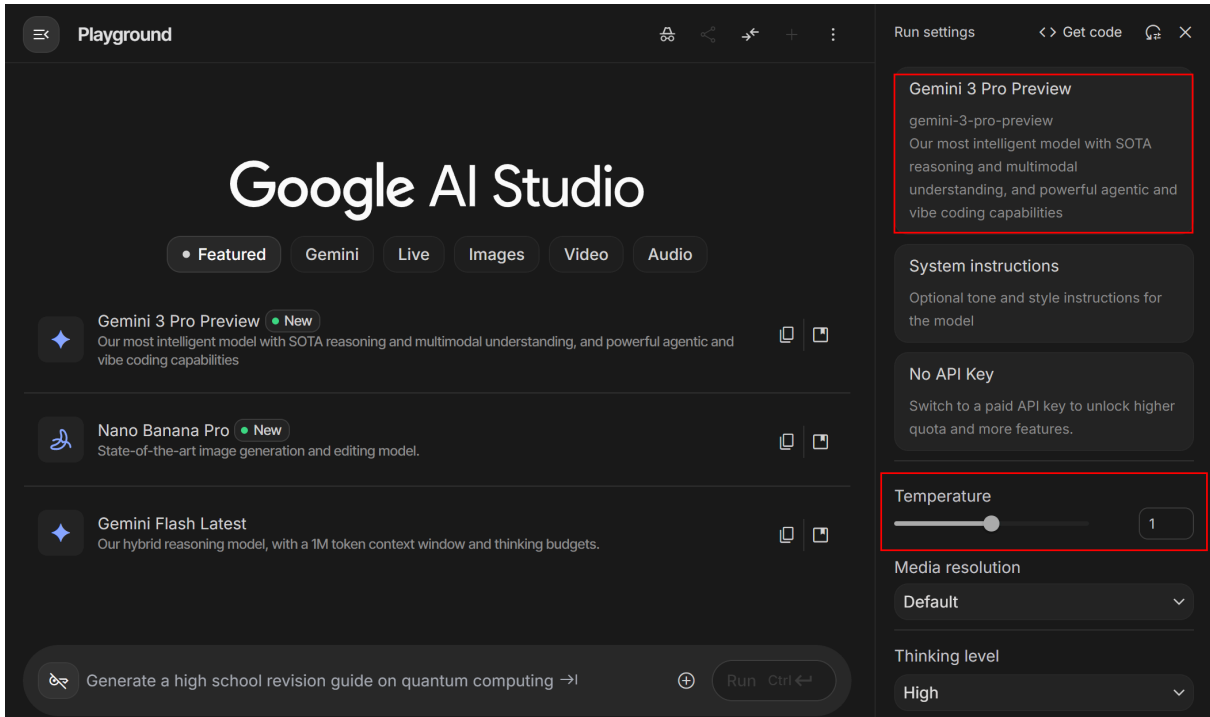 Playground
Google AI Studio
Featured
Gemini
Live
Images
Video
Audio
Gemini 3 Pro Preview New
Our most intelligent model with SOTA reasoning and multimodal understanding, and powerful agentic and
vibe coding capabilities
Nano Banana Pro New
State-of-the-art image generation and editing model.
Gemini Flash Latest
Our hybrid reasoning model, with a 1M token context window and thinking budgets.
Generate a high school revision guide on quantum computing
Run Ctrl
Run settings
Get code
Gemini 3 Pro Preview
gemini-3-pro-preview
Our most intelligent model with SOTA
reasoning and multimodal
understanding, and powerful agentic and
vibe coding capabilities
System instructions
Optional tone and style instructions for
the model
No API Key
Switch to a paid API key to unlock higher
quota and more features.
Temperature
1
Media resolution
Default
Thinking level
High